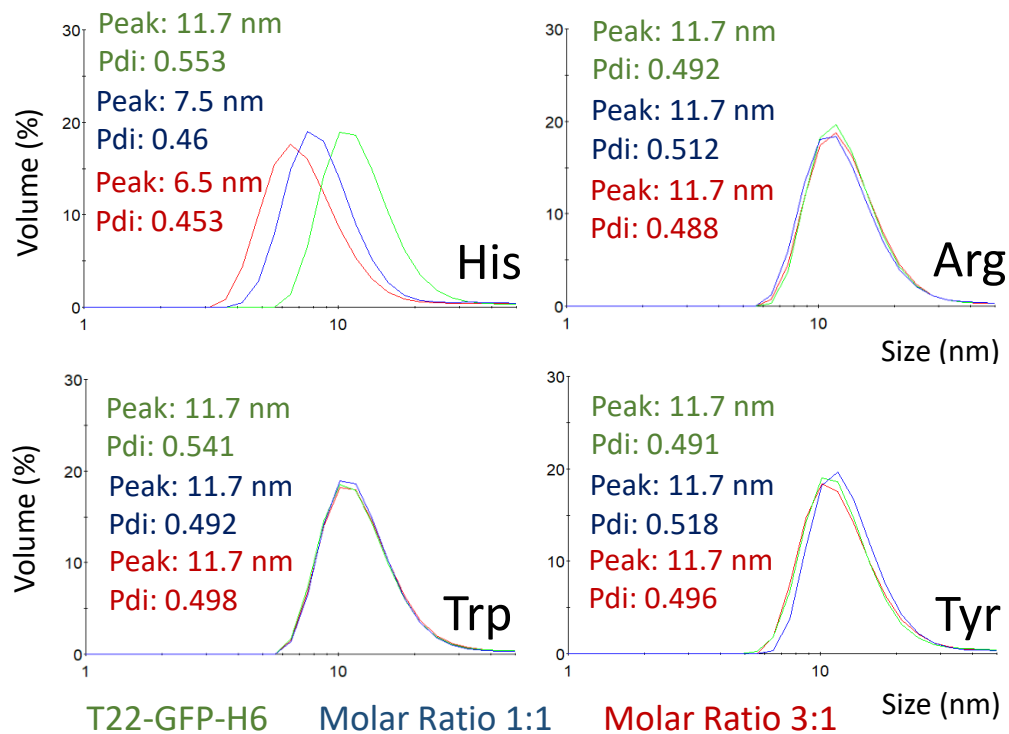 Peak: 11.7 nm
Pdi: 0.553
Peak: 7.5 nm
Pdi: 0.46
Peak: 6.5 nm
Pdi: 0.453
His
Volume (%)
30
20
10
0
1
10
Peak: 11.7 nm
Pdi: 0.492
Peak: 11.7 nm
Pdi: 0.512
Peak: 11.7 nm
Pdi: 0.488
Arg
30
20
10
0
1
10
Size (nm)
Peak: 11.7 nm
Pdi: 0.541
Peak: 11.7 nm
Pdi: 0.492
Peak: 11.7 nm
Pdi: 0.498
Trp
Volume (%)
30
20
10
0
1
10
Peak: 11.7 nm
Pdi: 0.491
Peak: 11.7 nm
Pdi: 0.518
Peak: 11.7 nm
Pdi: 0.496
Tyr
30
20
10
0
1
10
Size (nm)
T22-GFP-H6 Molar Ratio 1:1 Molar Ratio 3:1